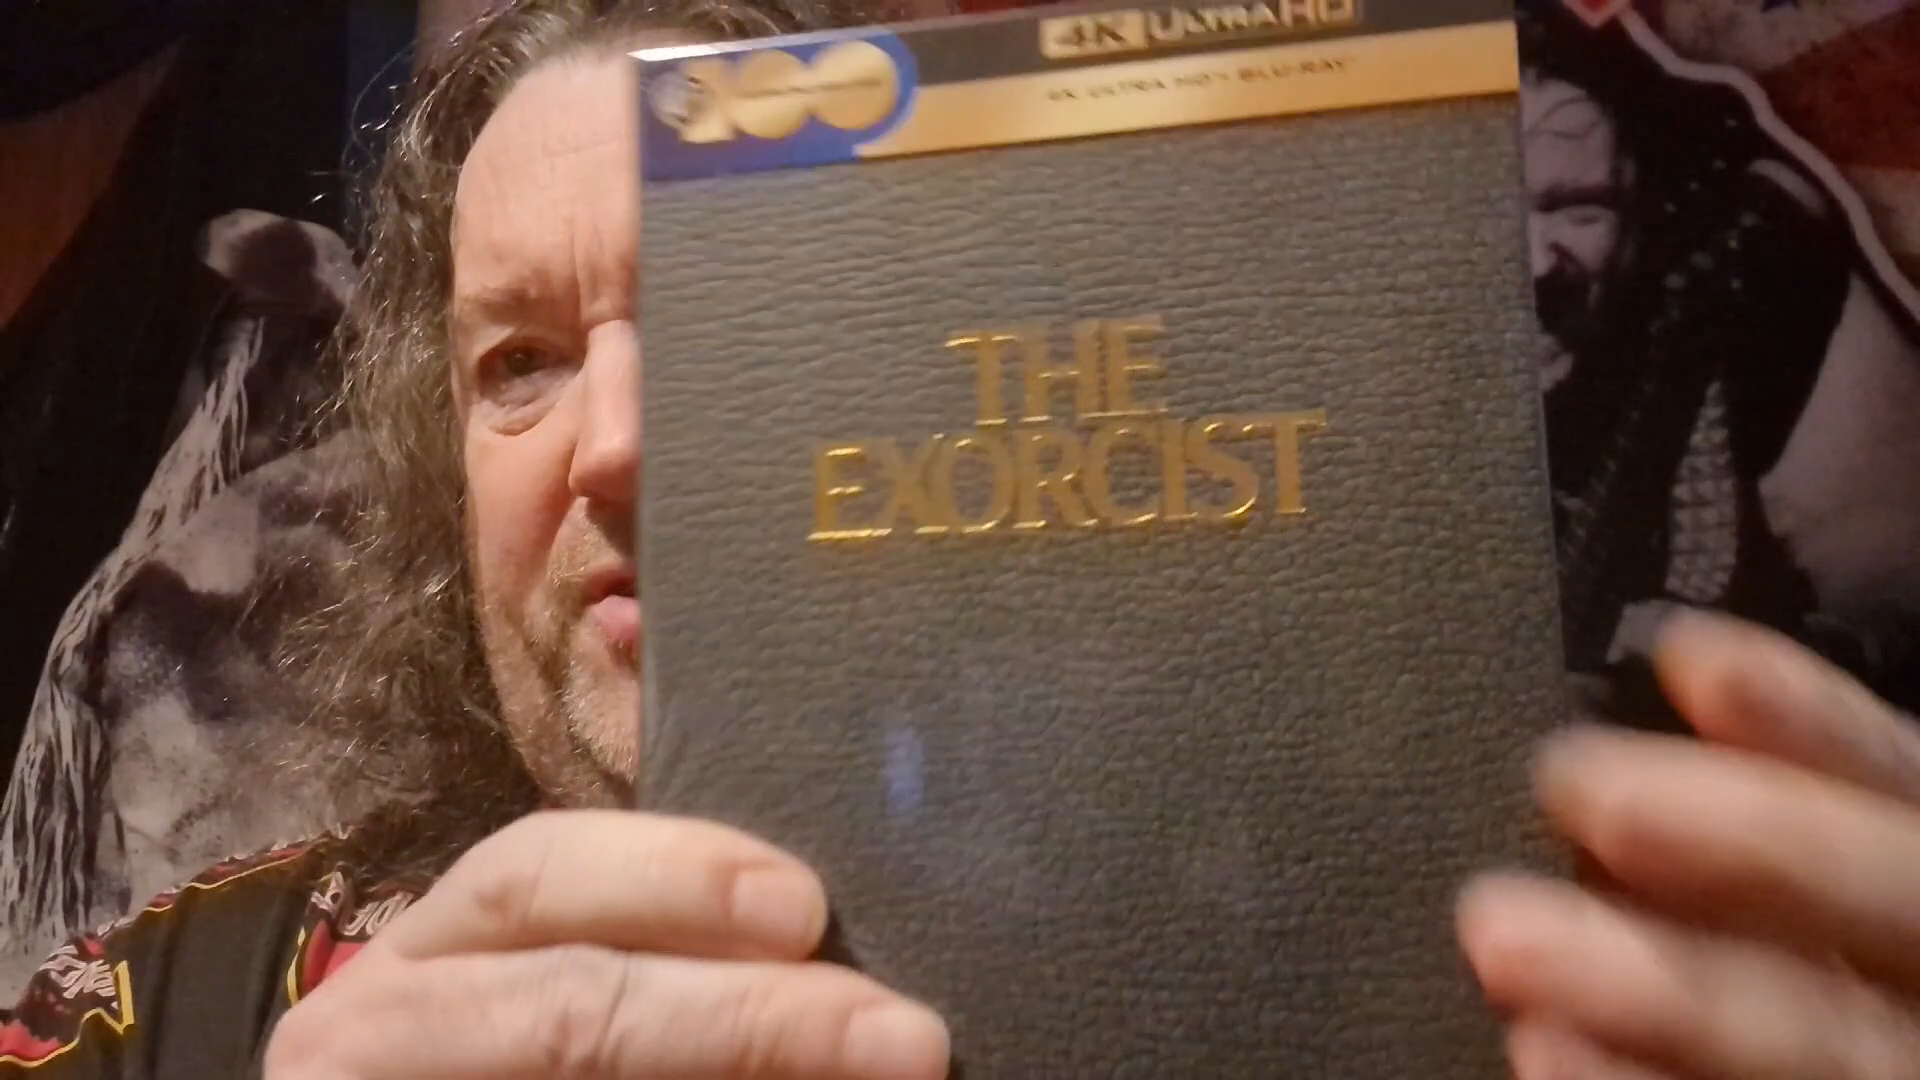 4K ULTRA HD
100
4K ULTRA HD + BLU-RAY
THE
EXORCIST